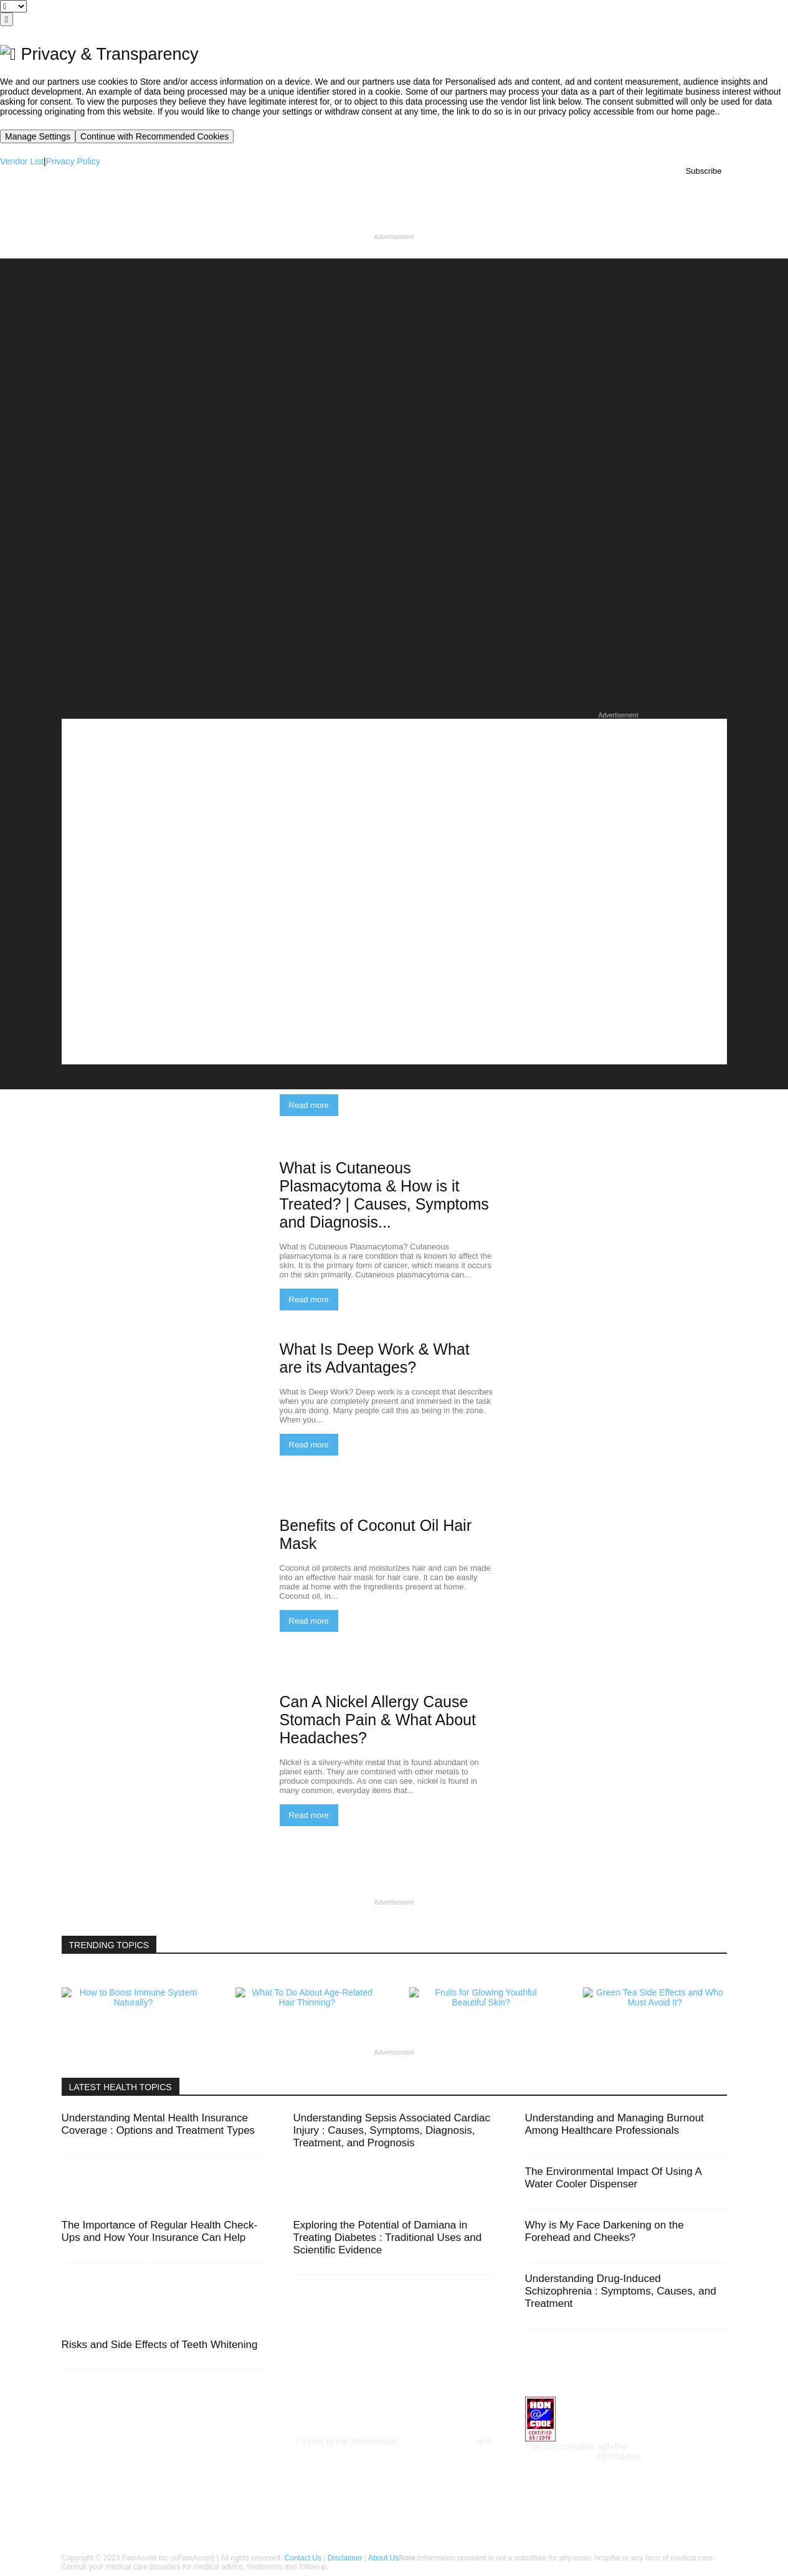 Privacy & Transparency
We and our partners use cookies to Store and/or access information on a device. We and our partners use data for Personalised ads and content, ad and content measurement, audience insights and
product development. An example of data being processed may be a unique identifier stored in a cookie. Some of our partners may process your data as a part of their legitimate business interest without
asking for consent. To view the purposes they believe they have legitimate interest for, or to object to this data processing use the vendor list link below. The consent submitted will only be used for data
processing originating from this website. If you would like to change your settings or withdraw consent at any time, the link to do so is in our privacy policy accessible from our home page..
Manage Settings Continue with Recommended Cookies
Vendor List|Privacy Policy
Subscribe
Advertisement
Advertisement
Read more
What is Cutaneous
Plasmacytoma & How is it
Treated? | Causes, Symptoms
and Diagnosis...
What is Cutaneous Plasmacytoma? Cutaneous
plasmacytoma is a rare condition that is known to affect the
skin. It is the primary form of cancer, which means it occurs
on the skin primarily. Cutaneous plasmacytoma can...
Read more
What Is Deep Work & What
are its Advantages?
What is Deep Work? Deep work is a concept that describes
when you are completely present and immersed in the task
you are doing. Many people call this as being in the zone.
When you...
Read more
Benefits of Coconut Oil Hair
Mask
Coconut oil protects and moisturizes hair and can be made
into an effective hair mask for hair care. It can be easily
made at home with the ingredients present at home.
Coconut oil, in...
Read more
Can A Nickel Allergy Cause
Stomach Pain & What About
Headaches?
Nickel is a silvery-white metal that is found abundant on
planet earth. They are combined with other metals to
produce compounds. As one can see, nickel is found in
many common, everyday items that...
Read more
Advertisement
TRENDING TOPICS
How to Boost Immune System
Naturally?
What To Do About Age-Related
Hair Thinning?
Fruits for Glowing Youthful
Beautiful Skin?
Green Tea Side Effects and Who
Must Avoid It?
Advertisement
LATEST HEALTH TOPICS
Understanding Mental Health Insurance
Coverage : Options and Treatment Types
Understanding Sepsis Associated Cardiac
Injury : Causes, Symptoms, Diagnosis,
Treatment, and Prognosis
Understanding and Managing Burnout
Among Healthcare Professionals
The Environmental Impact Of Using A
Water Cooler Dispenser
The Importance of Regular Health Check-
Ups and How Your Insurance Can Help
Exploring the Potential of Damiana in
Treating Diabetes : Traditional Uses and
Scientific Evidence
Why is My Face Darkening on the
Forehead and Cheeks?
Understanding Drug-Induced
Schizophrenia : Symptoms, Causes, and
Treatment
Risks and Side Effects of Teeth Whitening
HON
@
CODE
CERTIFIED
03/2019
I agree to the ePainAssist and
This site complies with the
information:
Copyright © 2023 PainAssist Inc (ePainAssist) | All rights reserved. Contact Us | Disclaimer | About UsNote:Information provided is not a substitute for physician, hospital or any form of medical care.
Consult your medical care providers for medical advice, treatments and followup.